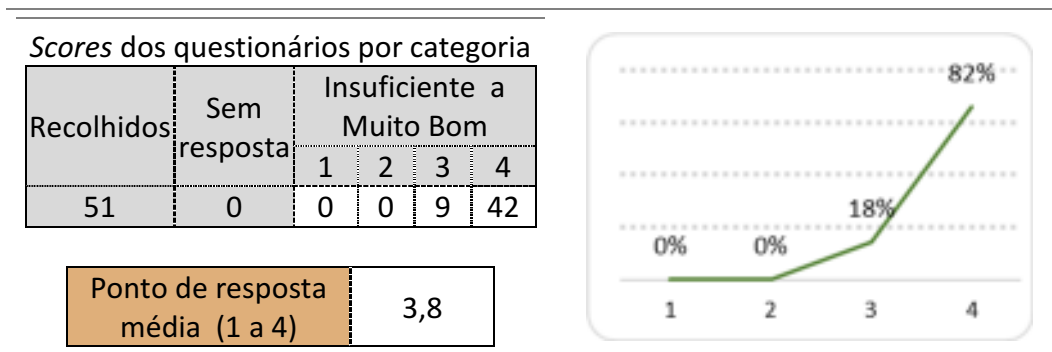 Scores dos questionários por categoria
Recolhidos
Sem
resposta
Insuficiente a
Muito Bom
1 2 3 4
51 0 0 0 9 42
Ponto de resposta
média (1 a 4)
3,8
82%
18%
0% 0%
1 2 3 4